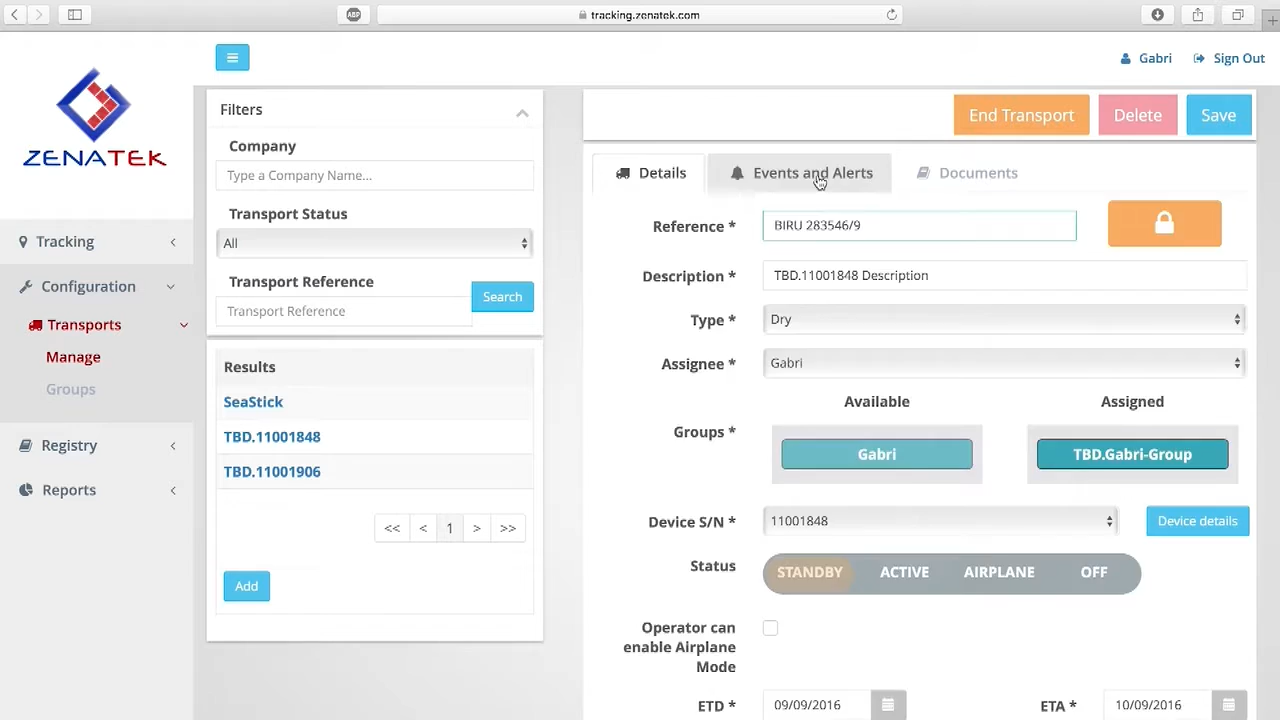 ABP
tracking.zenatek.com
ZENATEK
Gabri
Sign Out
Tracking
Configuration
Transports
Manage
Groups
Registry
Reports
Filters
Company
Type a Company Name...
Transport Status
All
Transport Reference
Transport Reference
Search
Results
SeaStick
TBD.11001848
TBD.11001906
<< < 1 > >>
Add
End Transport
Delete
Save
Details
Events and Alerts
Documents
Reference * BIRU 283546/9
Description * TBD.11001848 Description
Type * Dry
Assignee * Gabri
Available Assigned
Groups * Gabri TBD.Gabri-Group
Device S/N * 11001848 Device details
Status STANDBY ACTIVE AIRPLANE OFF
Operator can
enable Airplane
Mode
ETD * 09/09/2016 ETA * 10/09/2016